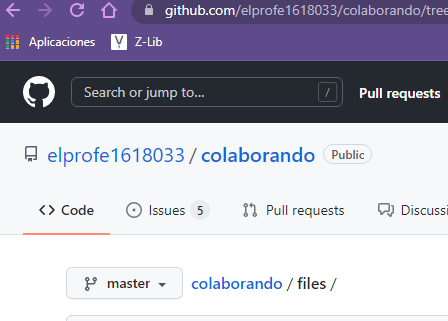 github.com/elprofe1618033/colaborando/tree
Aplicaciones V Z-Lib
Search or jump to... / Pull requests
elprofe1618033 / colaborando Public
Code Issues 5 Pull requests Discussi
master colaborando / files /